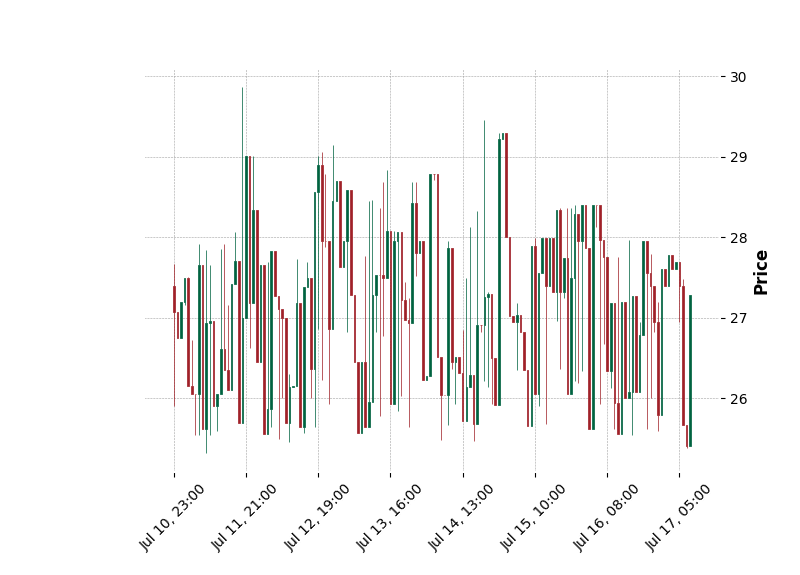 30
29
28
27
26
Price
Jul 10, 23:00
Jul 11, 21:00
Jul 12, 19:00
Jul 13, 16:00
Jul 14, 13:00
Jul 15, 10:00
Jul 16, 08:00
Jul 17, 05:00